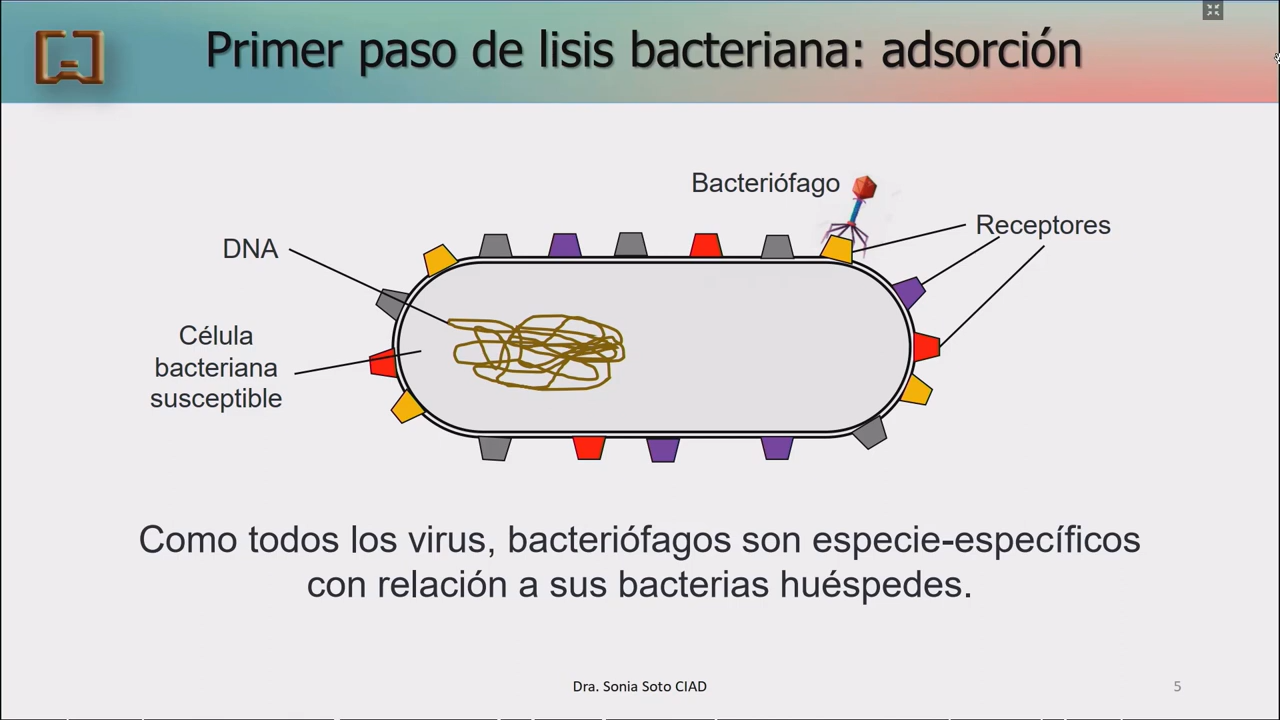 Primer paso de lisis bacteriana: adsorción
Bacteriófago
Receptores
DNA
Célula
bacteriana
susceptible
Como todos los virus, bacteriófagos son especie-específicos
con relación a sus bacterias huéspedes.
Dra. Sonia Soto CIAD
5